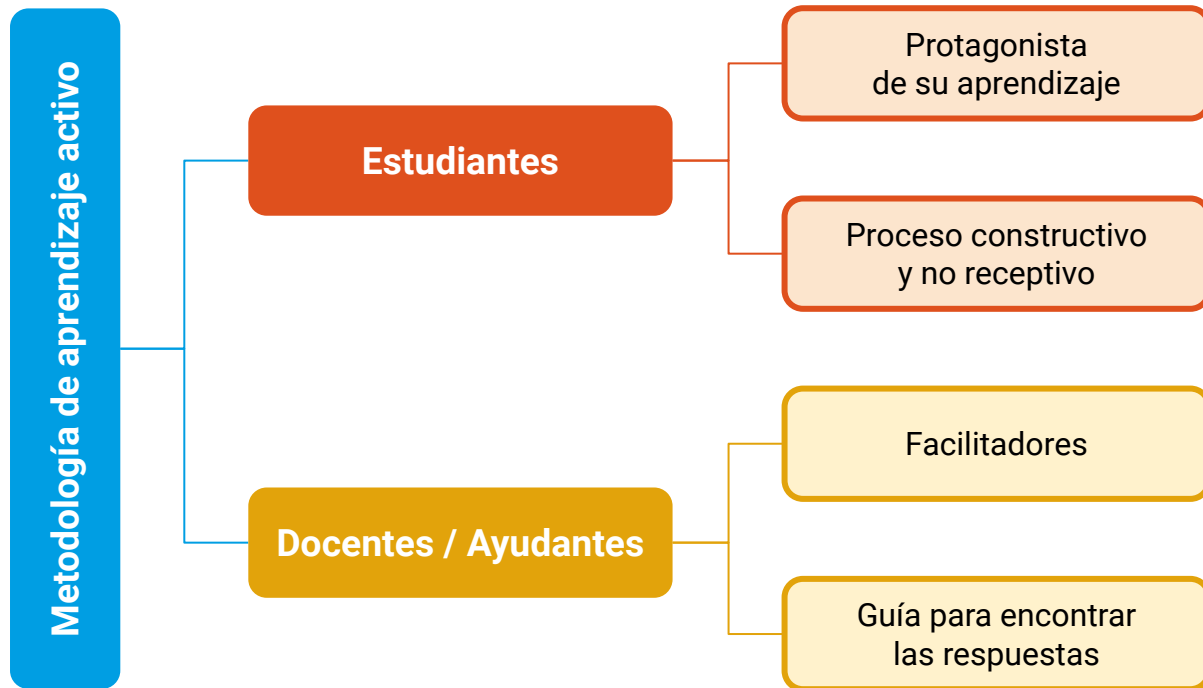 Metodología de aprendizaje activo
Estudiantes
Protagonista
de su aprendizaje
Proceso constructivo
y no receptivo
Docentes / Ayudantes
Facilitadores
Guía para encontrar
las respuestas